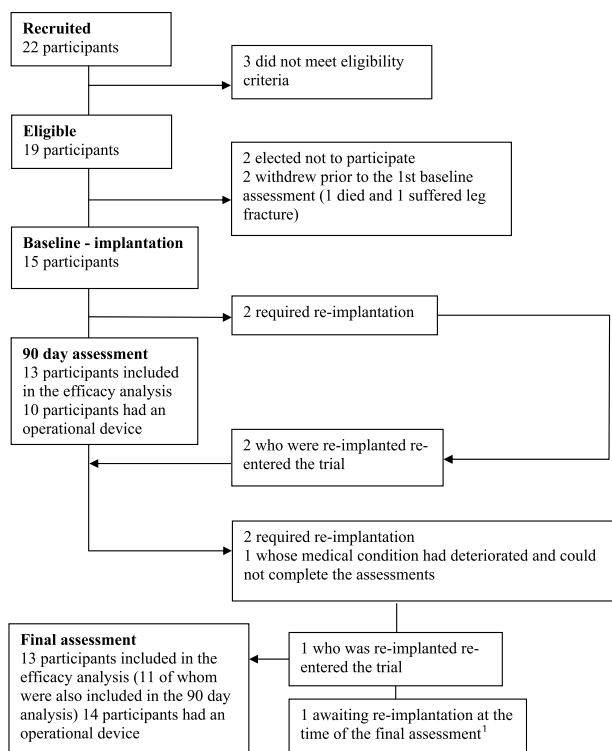 Recruited
22 participants
3 did not meet eligibility
criteria
Eligible
19 participants
2 elected not to participate
2 withdrew prior to the 1st baseline
assessment (1 died and 1 suffered leg
fracture)
Baseline - implantation
15 participants
2 required re-implantation
90 day assessment
13 participants included
in the efficacy analysis
10 participants had an
operational device
2 who were re-implanted re-
entered the trial
2 required re-implantation
1 whose medical condition had deteriorated and could
not complete the assessments
Final assessment
13 participants included in the
efficacy analysis (11 of whom
were also included in the 90 day
analysis) 14 participants had an
operational device
1 who was re-implanted re-
entered the trial
1 awaiting re-implantation at the
time of the final assessment1